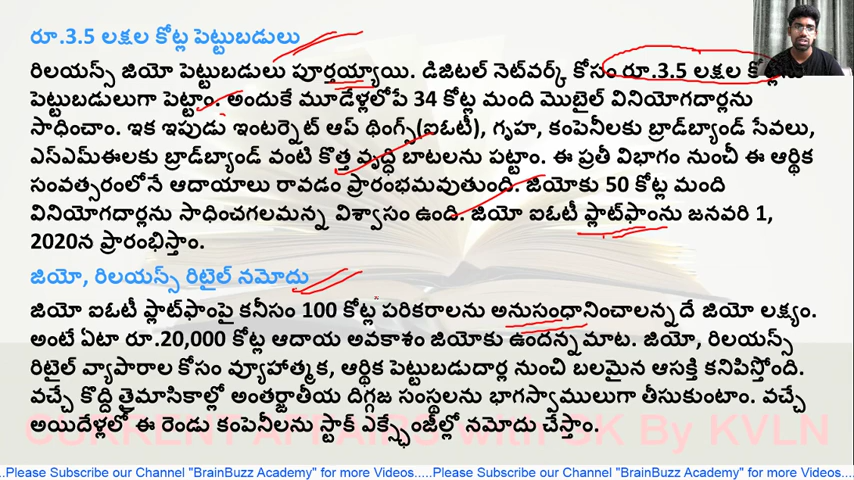 రూ.3.5 లక్షల కోట్ల పెట్టుబడులు
రిలయన్స్ జియో పెట్టుబడులు పూర్తయ్యాయి. డిజిటల్ నెట్‌వర్క్ కోసం రూ.3.5 లక్షల కోట్లను
పెట్టుబడులుగా పెట్టాం. అందుకే మూడేళ్లలోపే 34 కోట్ల మంది మొబైల్ వినియోగదార్లను
సాధించాం. ఇక ఇపుడు ఇంటర్నెట్ ఆప్ థింగ్స్(ఐఓటీ), గృహ, కంపెనీలకు బ్రాడ్‌బ్యాండ్ సేవలు,
ఎస్ఎమ్ఈలకు బ్రాడ్‌బ్యాండ్ వంటి కొత్త వృద్ధి బాటలను పట్టాం. ఈ ప్రతీ విభాగం నుంచీ ఈ ఆర్థిక
సంవత్సరంలోనే ఆదాయాలు రావడం ప్రారంభమవుతుంది. జియోకు 50 కోట్ల మంది
వినియోగదార్లను సాధించగలమన్న విశ్వాసం ఉండి. జియో ఐఓటీ ప్లాట్‌ఫాంను జనవరి 1,
2020న ప్రారంభిస్తాం.
జియో, రిలయన్స్ రిటైల్ నమోదు
జియో ఐఓటీ ప్లాట్‌ఫాంపై కనీసం 100 కోట్ల పరికరాలను అనుసంధానించాలన్నదే జియో లక్ష్యం.
అంటే ఏటా రూ.20,000 కోట్ల ఆదాయ అవకాశం జియోకు ఉందన్నమాట. జియో, రిలయన్స్
రిటైల్ వ్యాపారాల కోసం వ్యూహాత్మక, ఆర్థిక పెట్టుబడుదార్ల నుంచి బలమైన ఆసక్తి కనిపిస్తోంది.
వచ్చే కొద్ది త్రైమాసికాల్లో అంతర్జాతీయ దిగ్గజ సంస్థలను భాగస్వాములుగా తీసుకుంటాం. వచ్చే
అయిదేళ్లలో ఈ రెండు కంపెనీలను స్టాక్ ఎక్స్ఛేంజీల్లో నమోదు చేస్తాం.
CURRENT AFFAIRS with GK By KVLN
..Please Subscribe our Channel "BrainBuzz Academy" for more Videos.....Please Subscribe our Channel "BrainBuzz Academy" for more Videos...